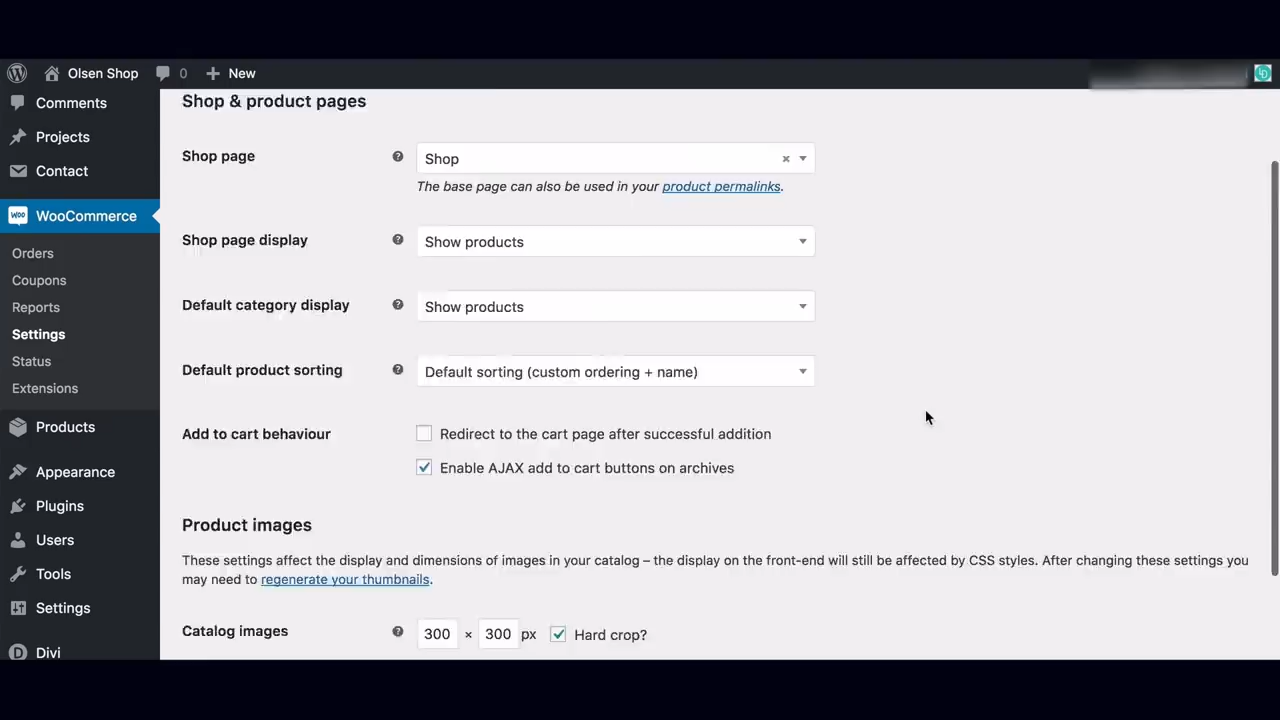 Olsen Shop 0 New
Comments
Projects
Contact
WooCommerce
Orders
Coupons
Reports
Settings
Status
Extensions
Products
Appearance
Plugins
Users
Tools
Settings
Divi
Shop & product pages
Shop page
Shop
The base page can also be used in your product permalinks.
Shop page display
Show products
Default category display
Show products
Default product sorting
Default sorting (custom ordering + name)
Add to cart behaviour
Redirect to the cart page after successful addition
Enable AJAX add to cart buttons on archives
Product images
These settings affect the display and dimensions of images in your catalog – the display on the front-end will still be affected by CSS styles. After changing these settings you
may need to regenerate your thumbnails.
Catalog images
300 × 300 px Hard crop?